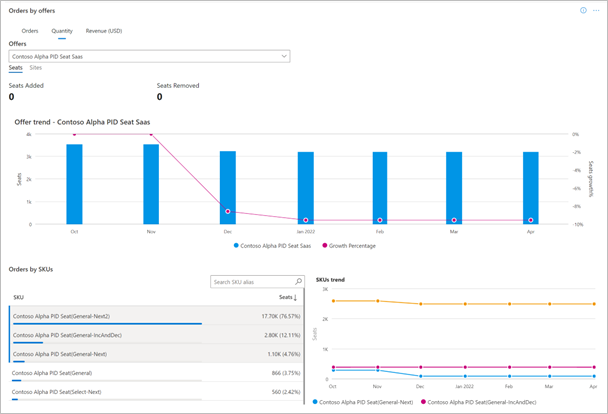 Orders by offers
Orders Quantity Revenue (USD)
Offers
Contoso Alpha PID Seat Saas
Seats Sites
Seats Added Seats Removed
0 0
Offer trend - Contoso Alpha PID Seat Saas
4k 0%
3k -2%
-4%
2k
-6%
1k
-8%
0 -10%
Seats
Seats growth%
Oct Nov Dec Jan 2022 Feb Mar Apr
Contoso Alpha PID Seat Saas Growth Percentage
Orders by SKUs
Search SKU alias
SKU Seats↓
Contoso Alpha PID Seat(General-Next2) 17.70K (76.57%)
Contoso Alpha PID Seat(General-IncAndDec) 2.80K (12.11%)
Contoso Alpha PID Seat(General-Next) 1.10K (4.76%)
Contoso Alpha PID Seat(General) 866 (3.75%)
Contoso Alpha PID Seat(Select-Next) 560 (2.42%)
SKUs trend
3K
2K
1K
0
Seats
Oct Nov Dec Jan 2022 Feb Mar Apr
Contoso Alpha PID Seat(General-Next) Contoso Alpha PID Seat(General-IncAndDec)